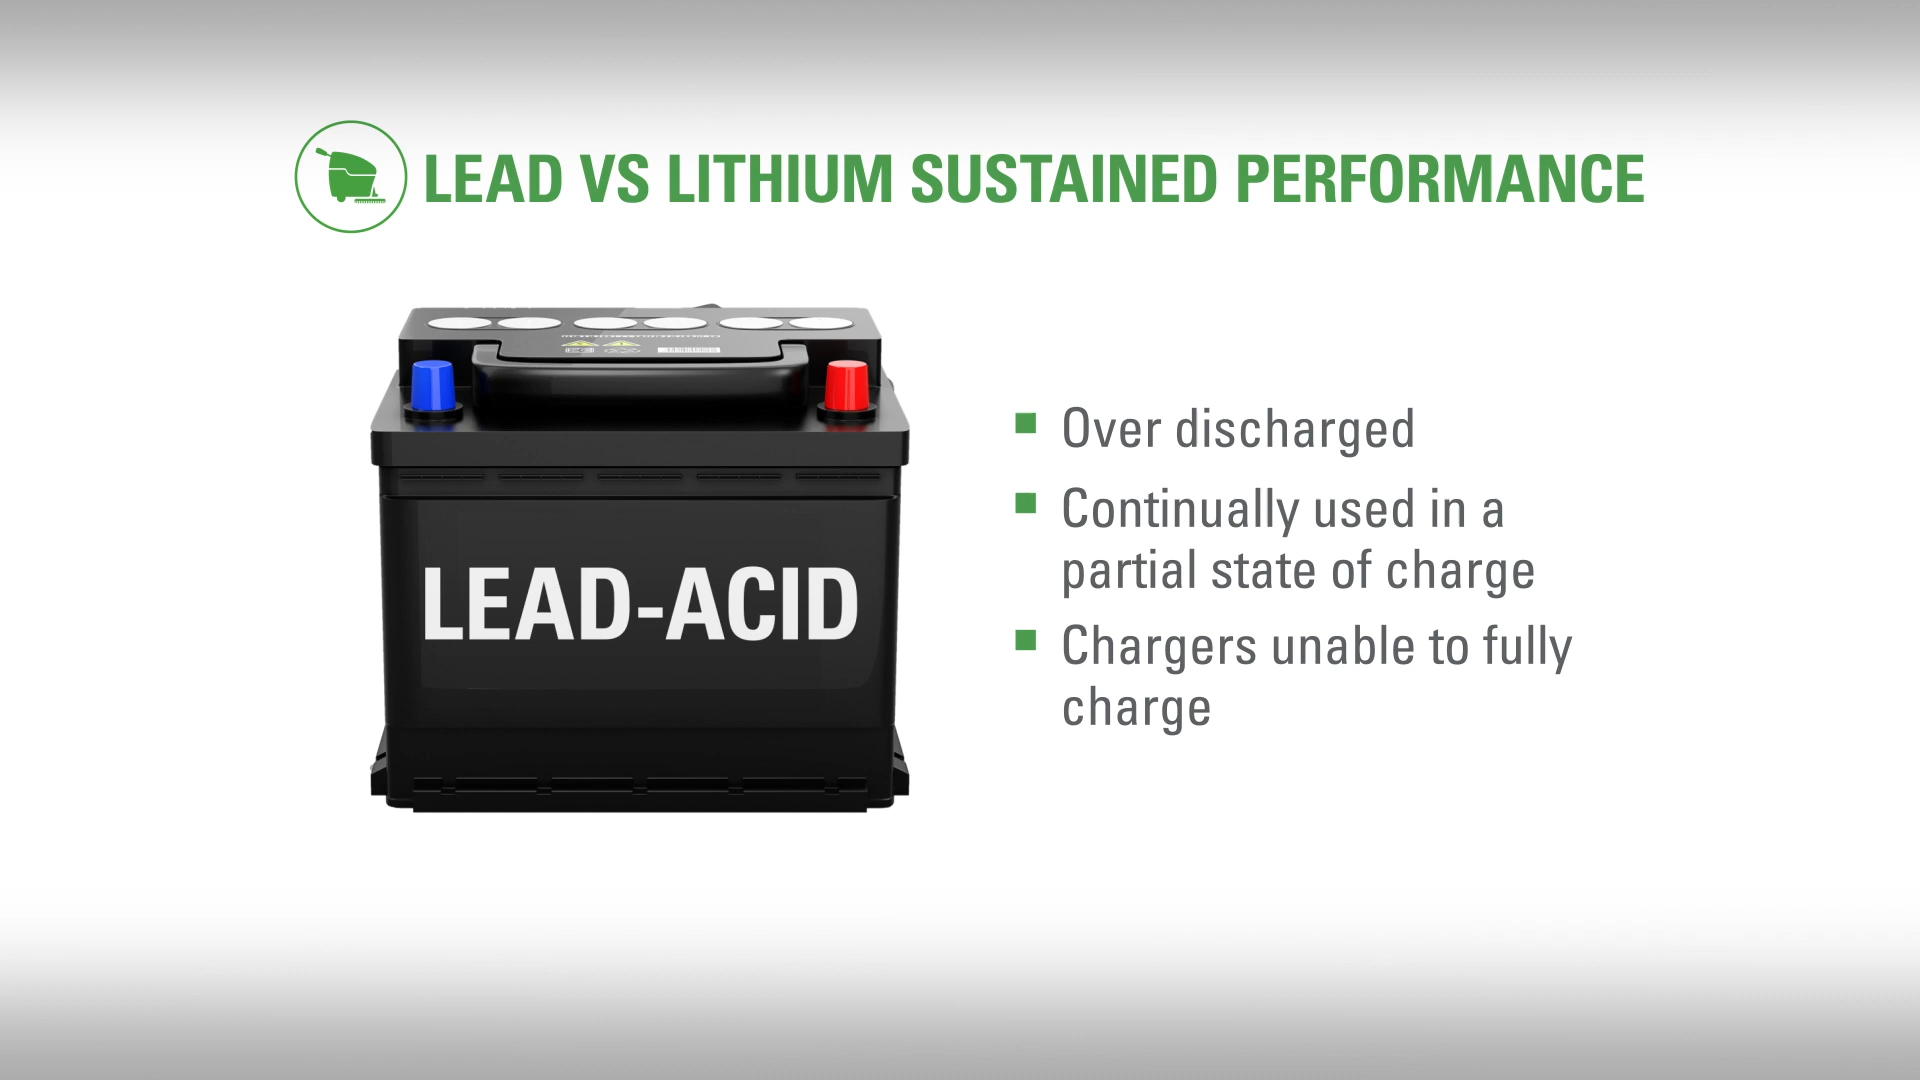 LEAD VS LITHIUM SUSTAINED PERFORMANCE
LEAD-ACID
Over discharged
Continually used in a
partial state of charge
Chargers unable to fully
charge